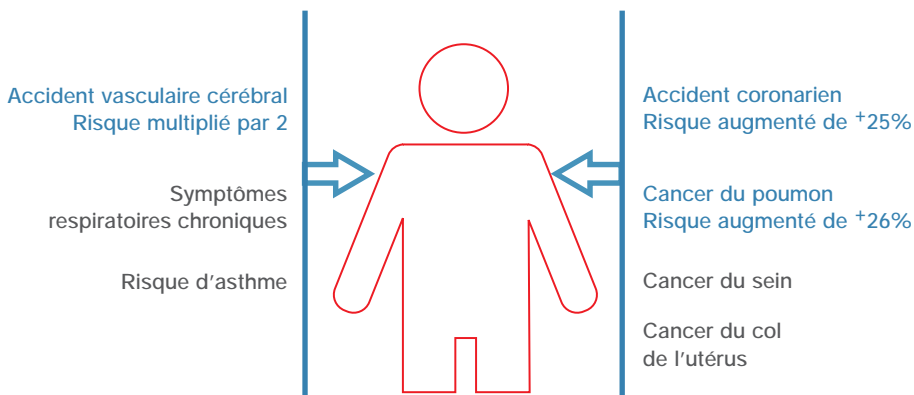 Accident vasculaire cérébral
Risque multiplié par 2
Symptômes
respiratoires chroniques
Risque d'asthme
Accident coronarien
Risque augmenté de +25%
Cancer du poumon
Risque augmenté de +26%
Cancer du sein
Cancer du col
de l'utérus